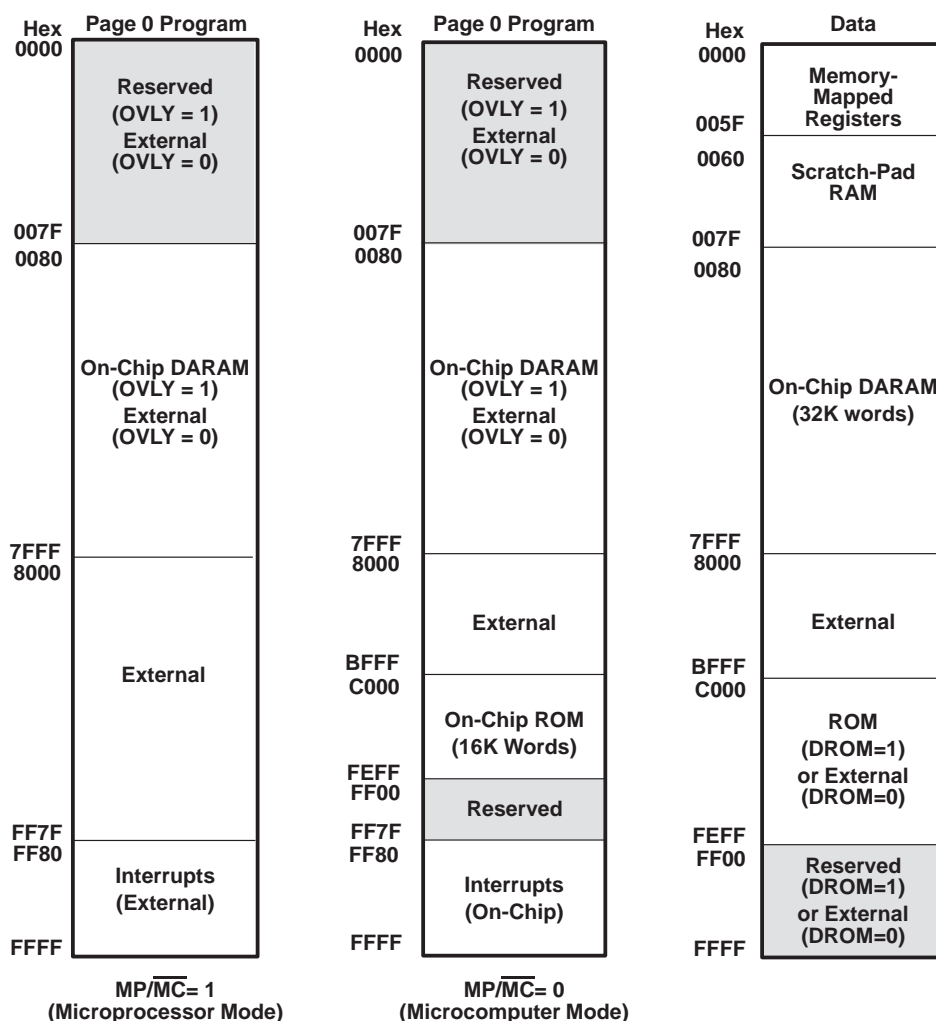 Hex
Page 0 Program
0000
Reserved
(OVLY = 1)
External
(OVLY = 0)
007F
0080
On-Chip DARAM
(OVLY = 1)
External
(OVLY = 0)
7FFF
8000
External
FF7F
FF80
Interrupts
(External)
FFFF
MP/MC= 1
(Microprocessor Mode)
Hex
Page 0 Program
0000
Reserved
(OVLY = 1)
External
(OVLY = 0)
007F
0080
On-Chip DARAM
(OVLY = 1)
External
(OVLY = 0)
7FFF
8000
External
BFFF
C000
On-Chip ROM
(16K Words)
FEFF
FF00
Reserved
FF7F
FF80
Interrupts
(On-Chip)
FFFF
MP/MC= 0
(Microcomputer Mode)
Hex
Data
0000
Memory-
Mapped
Registers
005F
0060
Scratch-Pad
RAM
007F
0080
On-Chip DARAM
(32K words)
7FFF
8000
External
BFFF
C000
ROM
(DROM=1)
or External
(DROM=0)
FEFF
FF00
Reserved
(DROM=1)
or External
(DROM=0)
FFFF